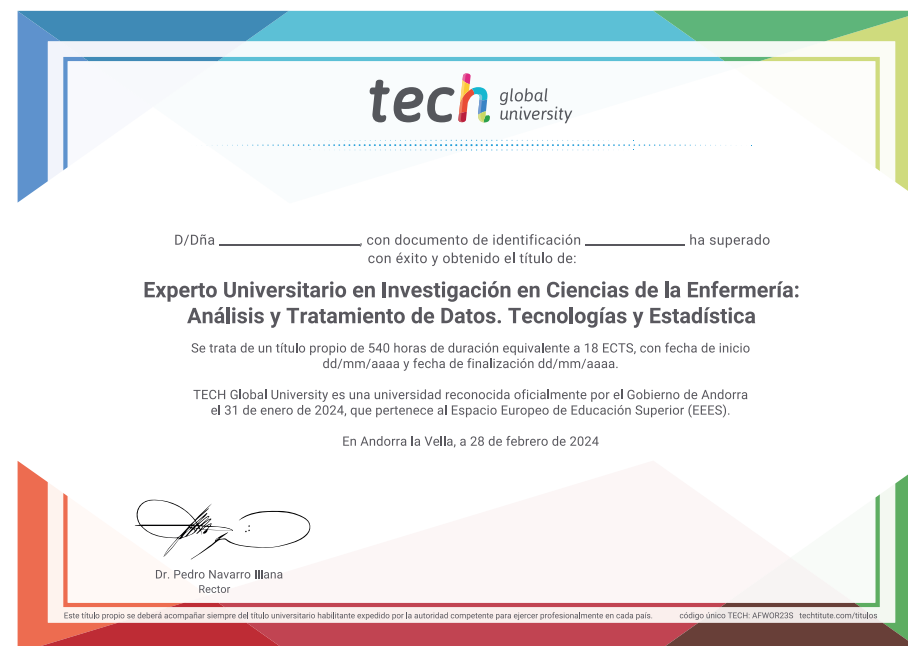 tech global university
D/Dña ______________________, con documento de identificación ________________ ha superado
con éxito y obtenido el título de:
Experto Universitario en Investigación en Ciencias de la Enfermería:
Análisis y Tratamiento de Datos. Tecnologías y Estadística
Se trata de un título propio de 540 horas de duración equivalente a 18 ECTS, con fecha de inicio
dd/mm/aaaa y fecha de finalización dd/mm/aaaa.
TECH Global University es una universidad reconocida oficialmente por el Gobierno de Andorra
el 31 de enero de 2024, que pertenece al Espacio Europeo de Educación Superior (EEES).
En Andorra la Vella, a 28 de febrero de 2024
Dr. Pedro Navarro Illana
Rector
Este título propio se deberá acompañar siempre del título universitario habilitante expedido por la autoridad competente para ejercer profesionalmente en cada país. código único TECH: AFWOR23S techtitute.com/titulos